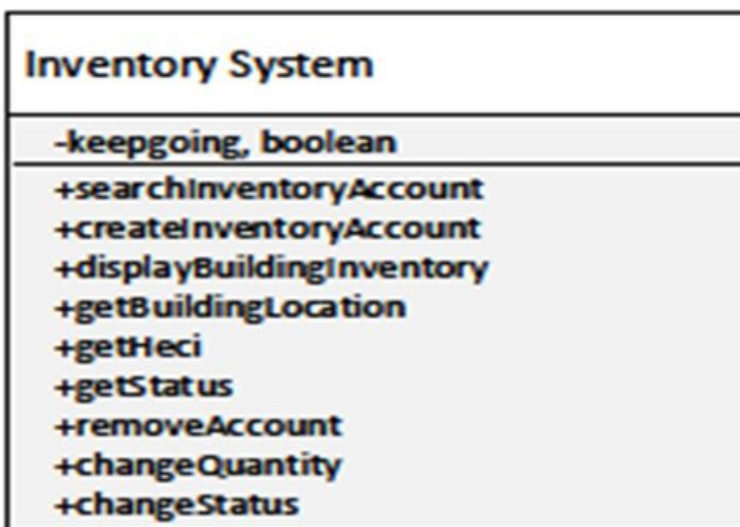 Inventory System
-keepgoing, boolean
+searchInventoryAccount
+createInventoryAccount
+displayBuildingInventory
+getBuildingLocation
+getHeci
+getStatus
+removeAccount
+changeQuantity
+changeStatus